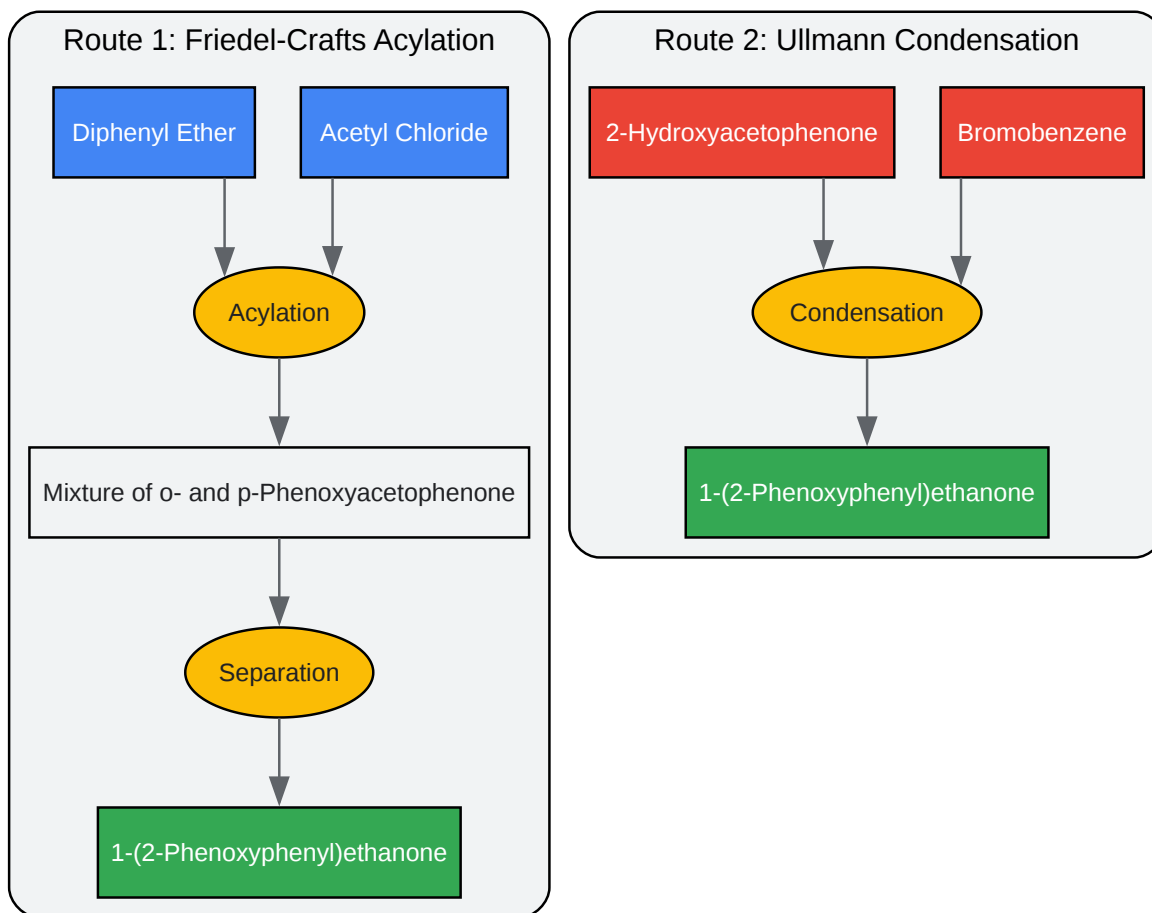 Route 1: Friedel-Crafts Acylation
Diphenyl Ether
Acetyl Chloride
Acylation
Mixture of o- and p-Phenoxyacetophenone
Separation
1-(2-Phenoxyphenyl)ethanone
Route 2: Ullmann Condensation
2-Hydroxyacetophenone
Bromobenzene
Condensation
1-(2-Phenoxyphenyl)ethanone